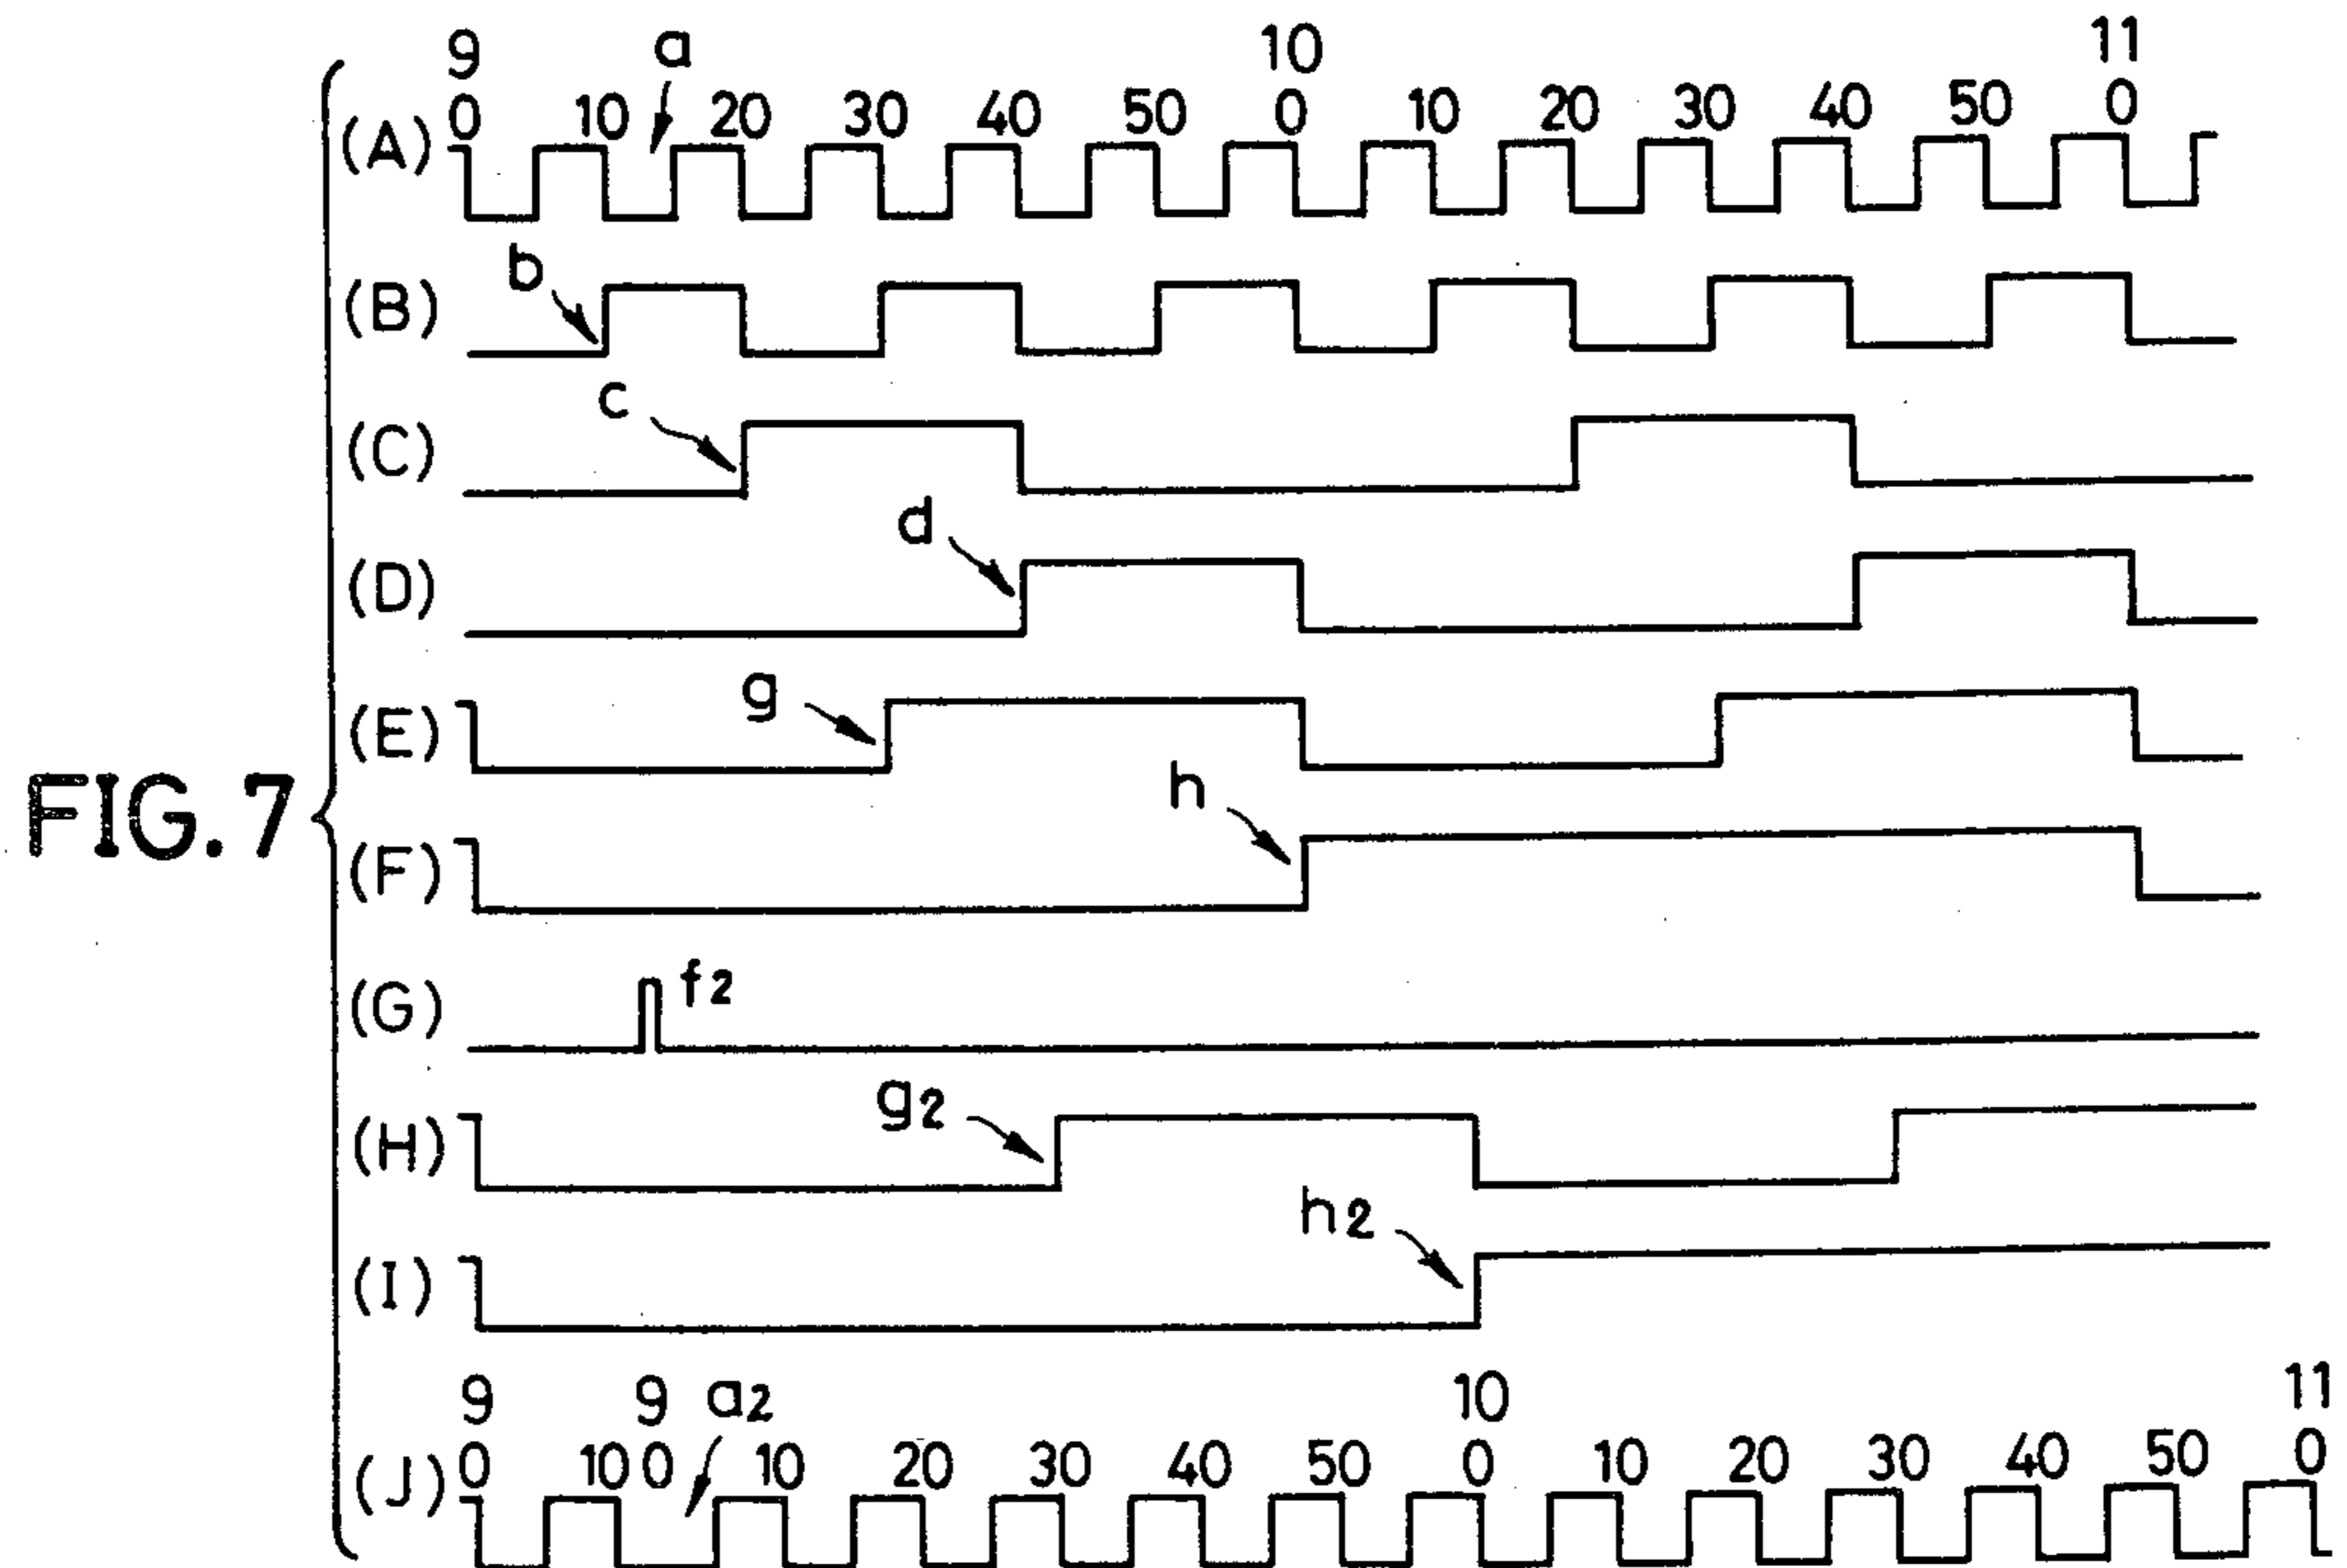 9 a 10 11
(A) 0 10 20 30 40 50 0 10 20 30 40 50 0
b
(B)
c
(C)
d
(D)
g
(E)
h
FIG.7
(F)
f2
(G)
g2
(H)
h2
(I)
9 9 a2 10 11
(J) 0 10 0 10 20 30 40 50 0 10 20 30 40 50 0